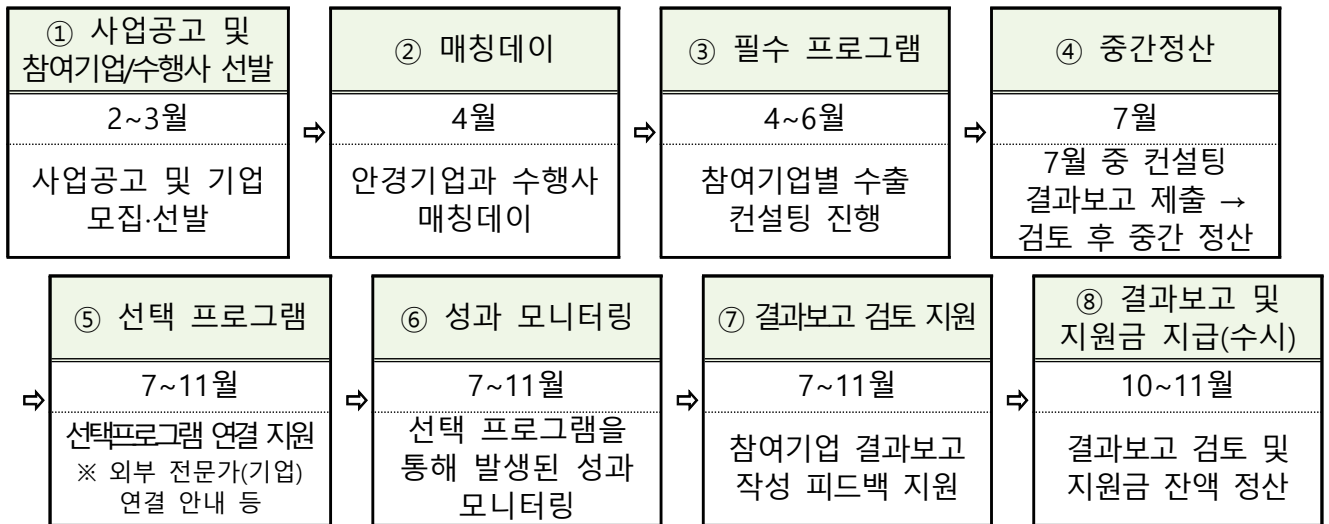 ① 사업공고 및
참여기업/수행사 선발
2~3월
사업공고 및 기업
모집·선발
⇨
② 매칭데이
4월
안경기업과 수행사
매칭데이
⇨
③ 필수 프로그램
4~6월
참여기업별 수출
컨설팅 진행
⇨
④ 중간정산
7월
7월 중 컨설팅
결과보고 제출 →
검토 후 중간 정산
⇨
⑤ 선택 프로그램
7~11월
선택프로그램 연결 지원
※ 외부 전문가(기업)
연결 안내 등
⇨
⑥ 성과 모니터링
7~11월
선택 프로그램을
통해 발생된 성과
모니터링
⇨
⑦ 결과보고 검토 지원
7~11월
참여기업 결과보고
작성 피드백 지원
⇨
⑧ 결과보고 및
지원금 지급(수시)
10~11월
결과보고 검토 및
지원금 잔액 정산